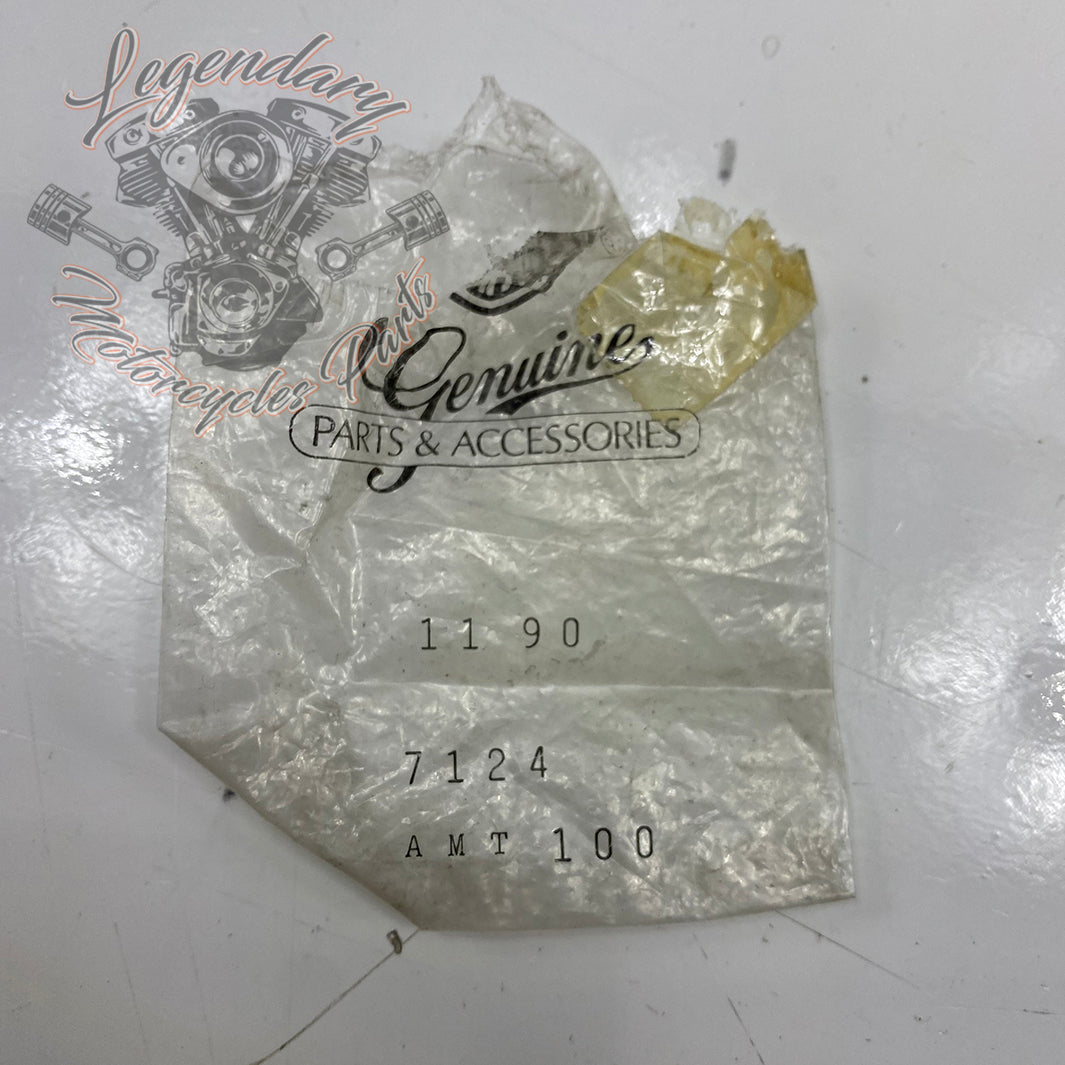 Legendary
Motorcycles Parts
Genuine
PARTS & ACCESSORIES
11 90
7124
AMT 100